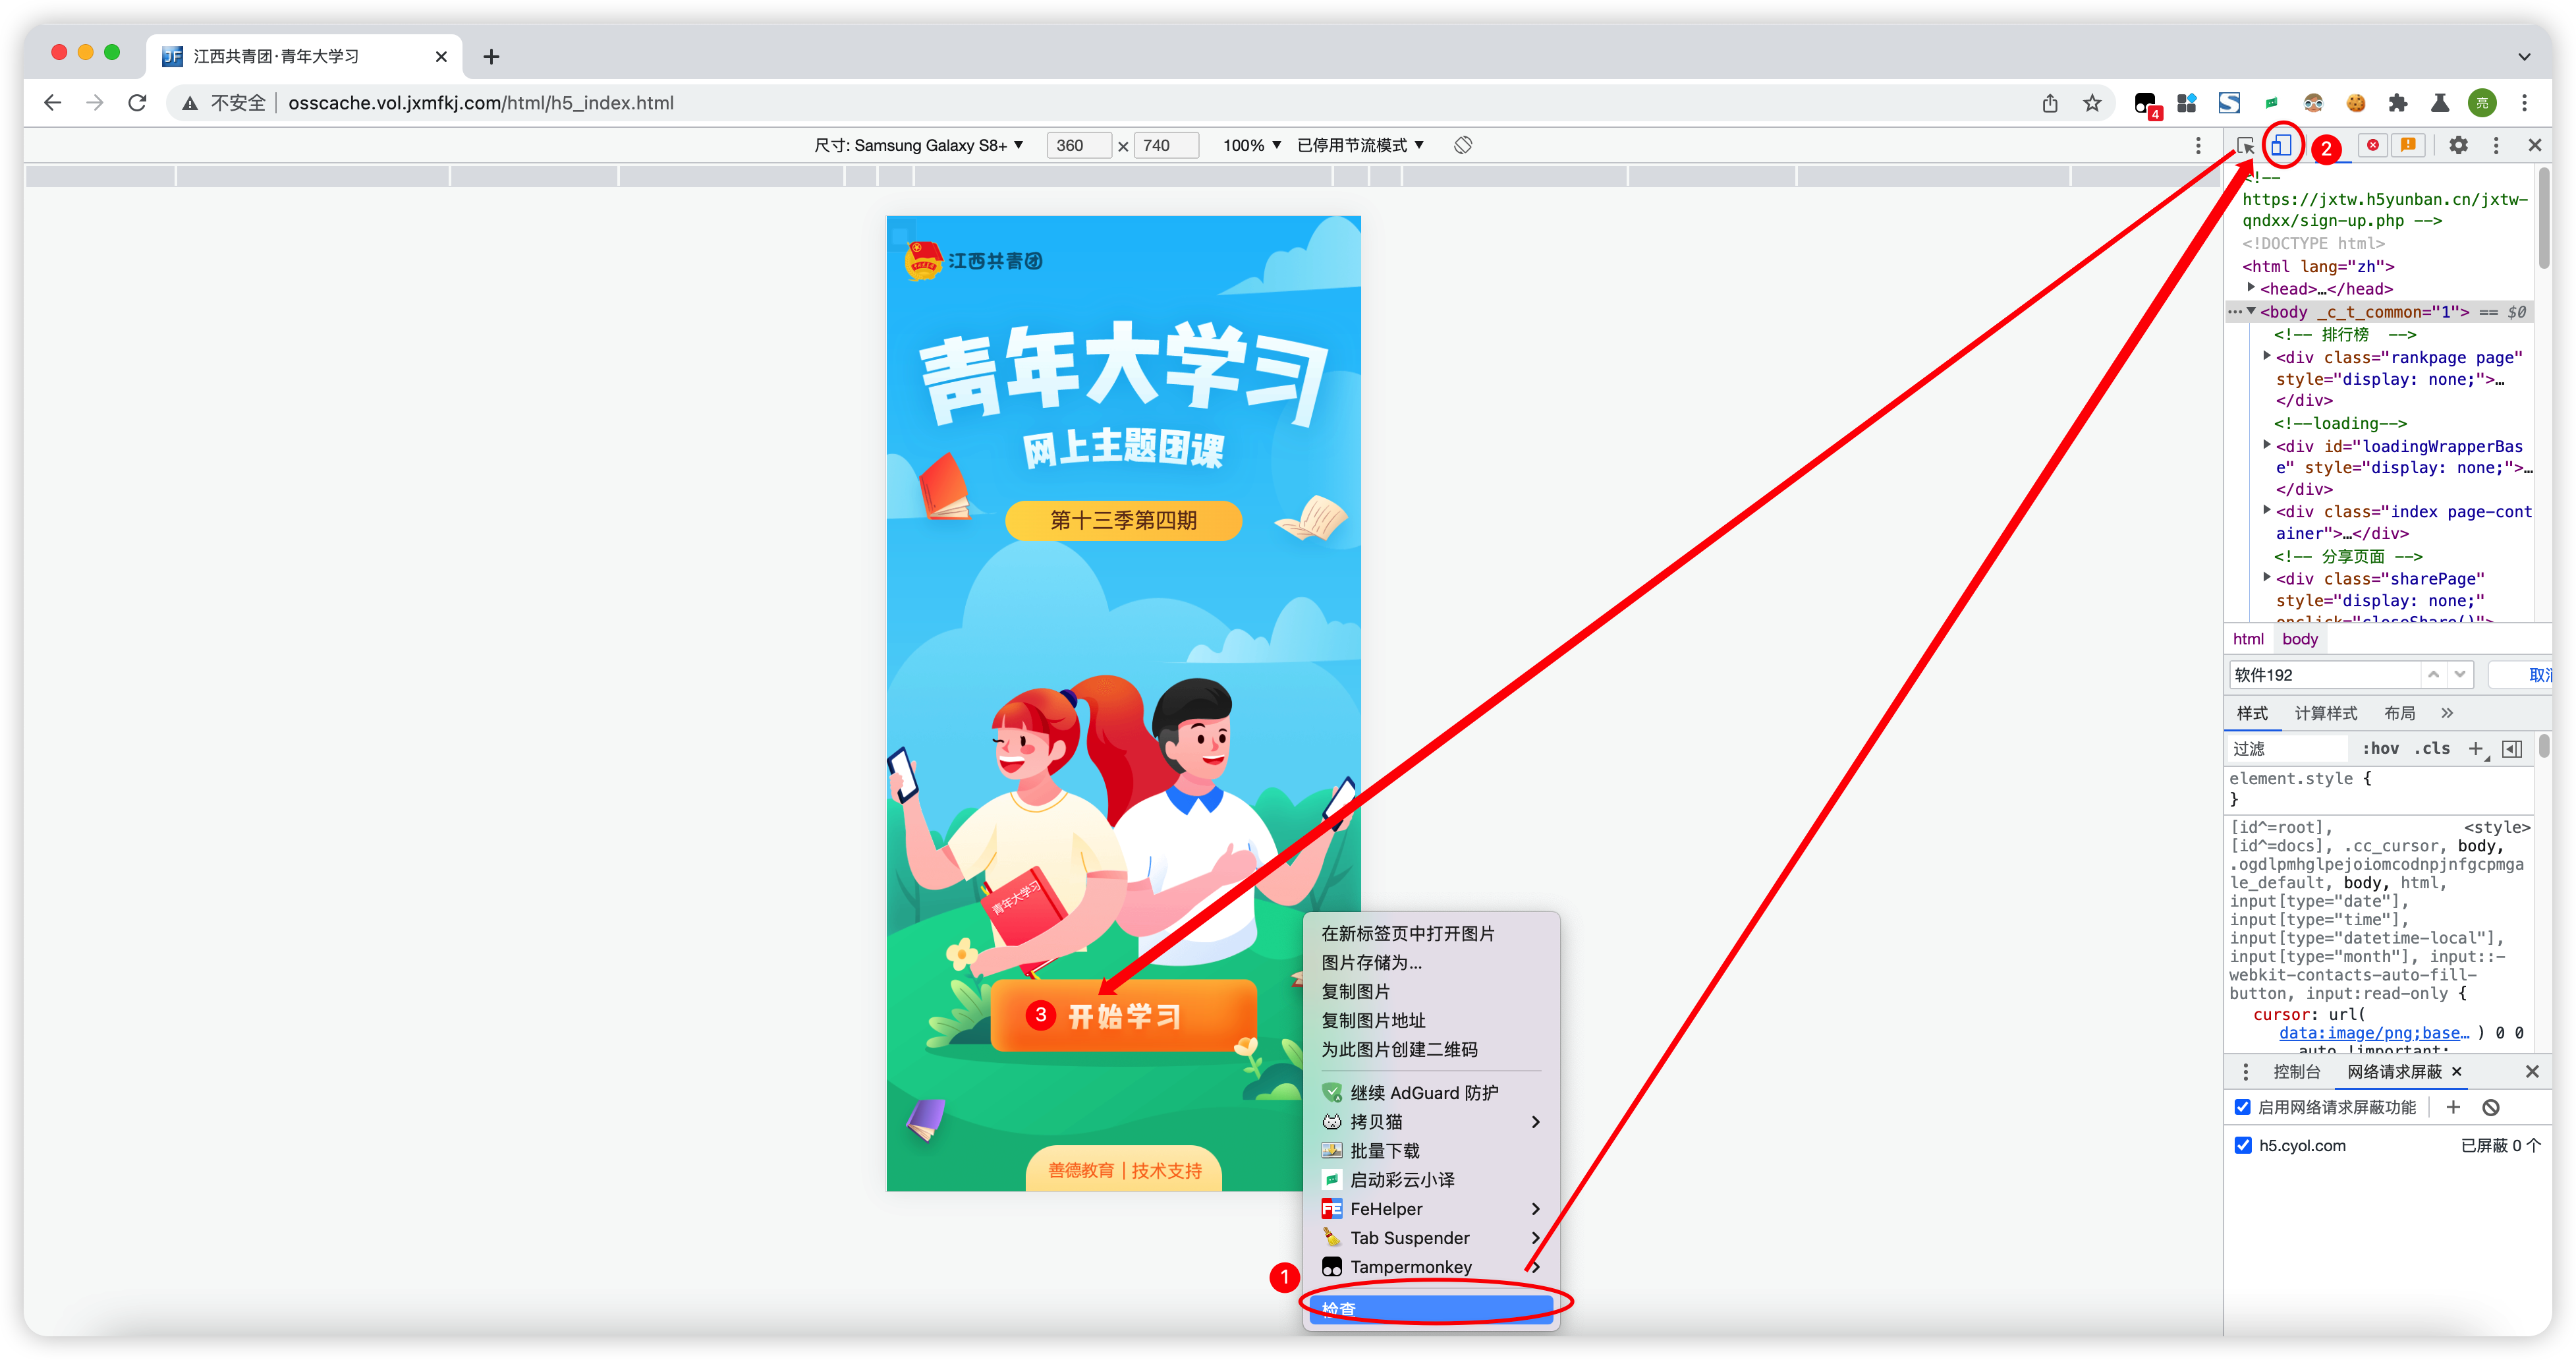 江西共青团·青年大学习
不安全
osscache.vol.jxmfkj.com/html/h5_index.html
4
亮
尺寸: Samsung Galaxy S8+ ▼
360 × 740
100% ▼
已停用节流模式 ▼
2
江西共青团
青年大学习
网上主题团课
第十三季第四期
青年大学习
3
开始学习
善德教育 | 技术支持
在新标签页中打开图片
图片存储为...
复制图片
复制图片地址
为此图片创建二维码
继续 AdGuard 防护
拷贝猫
批量下载
启动彩云小译
FeHelper
Tab Suspender
Tampermonkey
1
检查
<!--
https://jxtw.h5yunban.cn/jxtw-
qndxx/sign-up.php -->
<!DOCTYPE html>
<html lang="zh">
<head>…</head>
<body _c_t_common="1"> == $0
<!-- 排行榜  -->
<div class="rankpage page"
style="display: none;">…
</div>
<!--loading-->
<div id="loadingWrapperBas
e" style="display: none;">…
</div>
<div class="index page-cont
ainer">…</div>
<!-- 分享页面 -->
<div class="sharePage"
style="display: none;"
onclick="closeShare()">
html body
软件192
取消
样式 计算样式 布局 »
过滤
:hov .cls +
element.style {
}
[id^=root], <style>
[id^=docs], .cc_cursor, body,
.ogdlpmhglpejoiomcodnpjnfgcpmga
le_default, body, html,
input[type="date"],
input[type="time"],
input[type="datetime-local"],
input[type="month"], input::-
webkit-contacts-auto-fill-
button, input:read-only {
cursor: url(
data:image/png;base… ) 0 0
auto !important;
控制台 网络请求屏蔽 ×
启用网络请求屏蔽功能
h5.cyol.com 已屏蔽 0 个